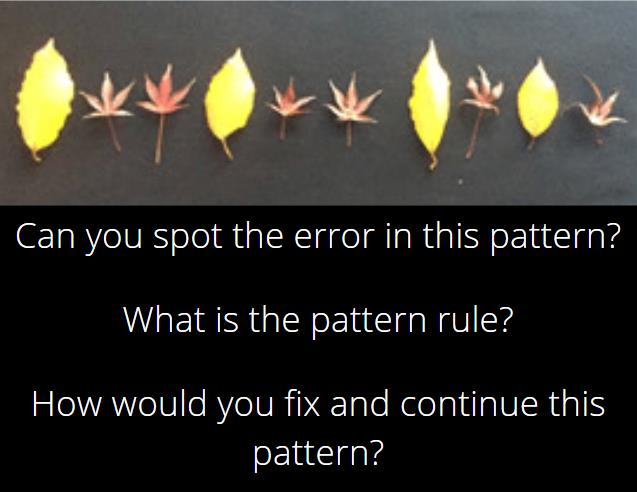 Can you spot the error in this pattern?
What is the pattern rule?
How would you fix and continue this
pattern?